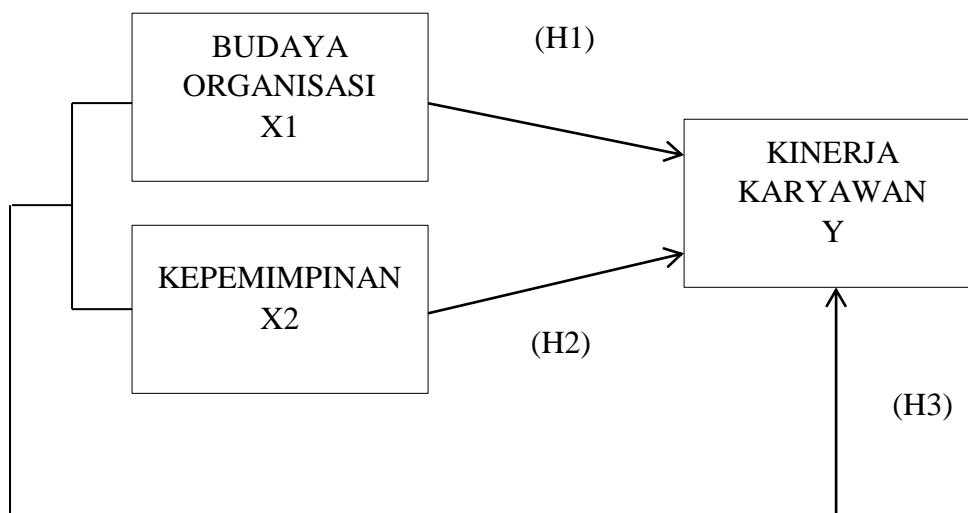 (H1)
BUDAYA
ORGANISASI
X1
KINERJA
KARYAWAN
Y
KEPEMIMPINAN
X2
(H2)
(H3)